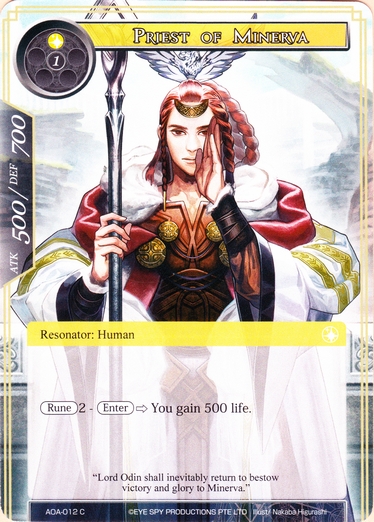 PRIEST OF MINERVA
1
ATK 500/ DEF 700
Resonator: Human
Rune 2 - Enter ⇨ You gain 500 life.
“Lord Odin shall inevitably return to bestow
victory and glory to Minerva.”
AOA-012 C ©EYE SPY PRODUCTIONS PTE LTD Illust/ Nakaba Higurashi